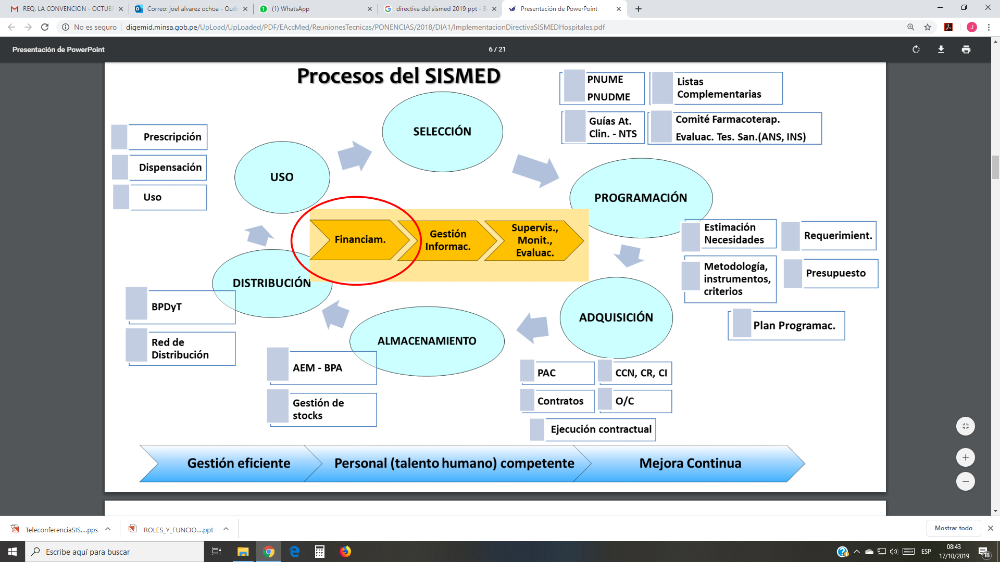 REQ. LA CONVENCION - OCTUB
Correo: joel alvarez ochoa - Outl
(1) WhatsApp
directiva del sismed 2019 ppt - B
Presentación de PowerPoint
No es seguro
digemid.minsa.gob.pe/UpLoad/UpLoaded/PDF/EAccMed/ReunionesTecnicas/PONENCIAS/2018/DIA1/ImplementacionDirectivaSISMEDHospitales.pdf
J
Presentación de PowerPoint
6 / 21
Procesos del SISMED
PNUME
PNUDME
Listas
Complementarias
Guías At.
Clin. - NTS
Comité Farmacoterap.
Evaluac. Tes. San.(ANS, INS)
SELECCIÓN
Prescripción
Dispensación
Uso
USO
PROGRAMACIÓN
Financiam.
Gestión
Informac.
Supervis.,
Monit.,
Evaluac.
Estimación
Necesidades
Requerimient.
Metodología,
instrumentos,
criterios
Presupuesto
Plan Programac.
DISTRIBUCIÓN
BPDyT
Red de
Distribución
ADQUISICIÓN
ALMACENAMIENTO
AEM - BPA
Gestión de
stocks
PAC
CCN, CR, CI
Contratos
O/C
Ejecución contractual
Gestión eficiente
Personal (talento humano) competente
Mejora Continua
TeleconferenciaSIS....pps
ROLES_Y_FUNCIO....ppt
Mostrar todo
Escribe aquí para buscar
ESP
08:43
17/10/2019
18